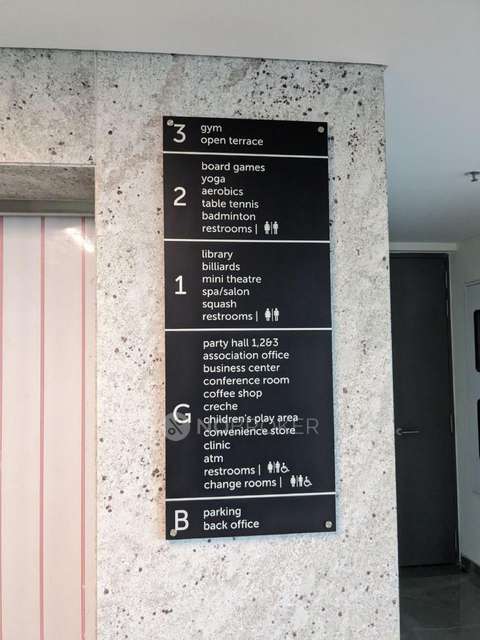 3
gym
open terrace
2
board games
yoga
aerobics
table tennis
badminton
restrooms |
1
library
billiards
mini theatre
spa/salon
squash
restrooms |
G
party hall 1,2&3
association office
business center
conference room
coffee shop
creche
children's play area
NOBROKER
convenience store
clinic
atm
restrooms |
change rooms |
B
parking
back office